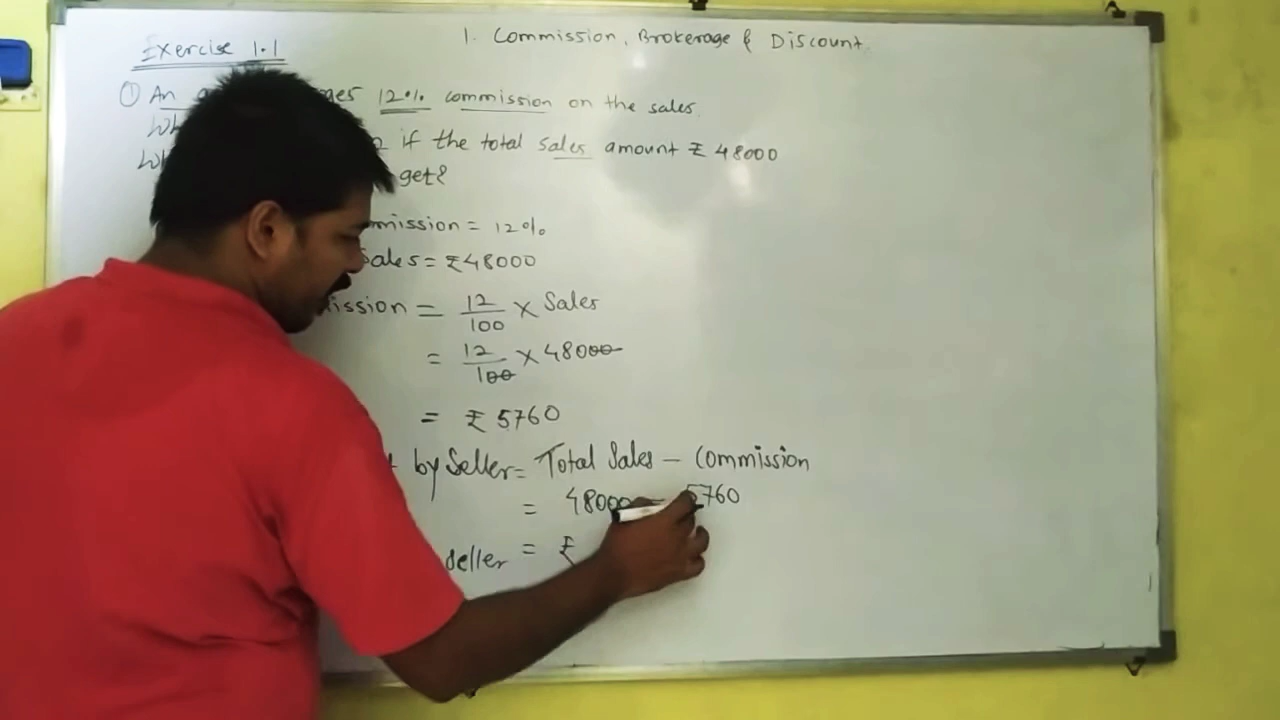 1. Commission, Brokerage & Discount.
Exercise 1.1
① An 12% commission on the sales.
if the total sales amount ₹ 48000
get?
mission = 12%
Sales = ₹48000
ission = 12/100 × Sales
= 12/100 × 48000
= ₹ 5760
by Seller = Total Sales – Commission
= 48000 – 5760
Seller = ₹